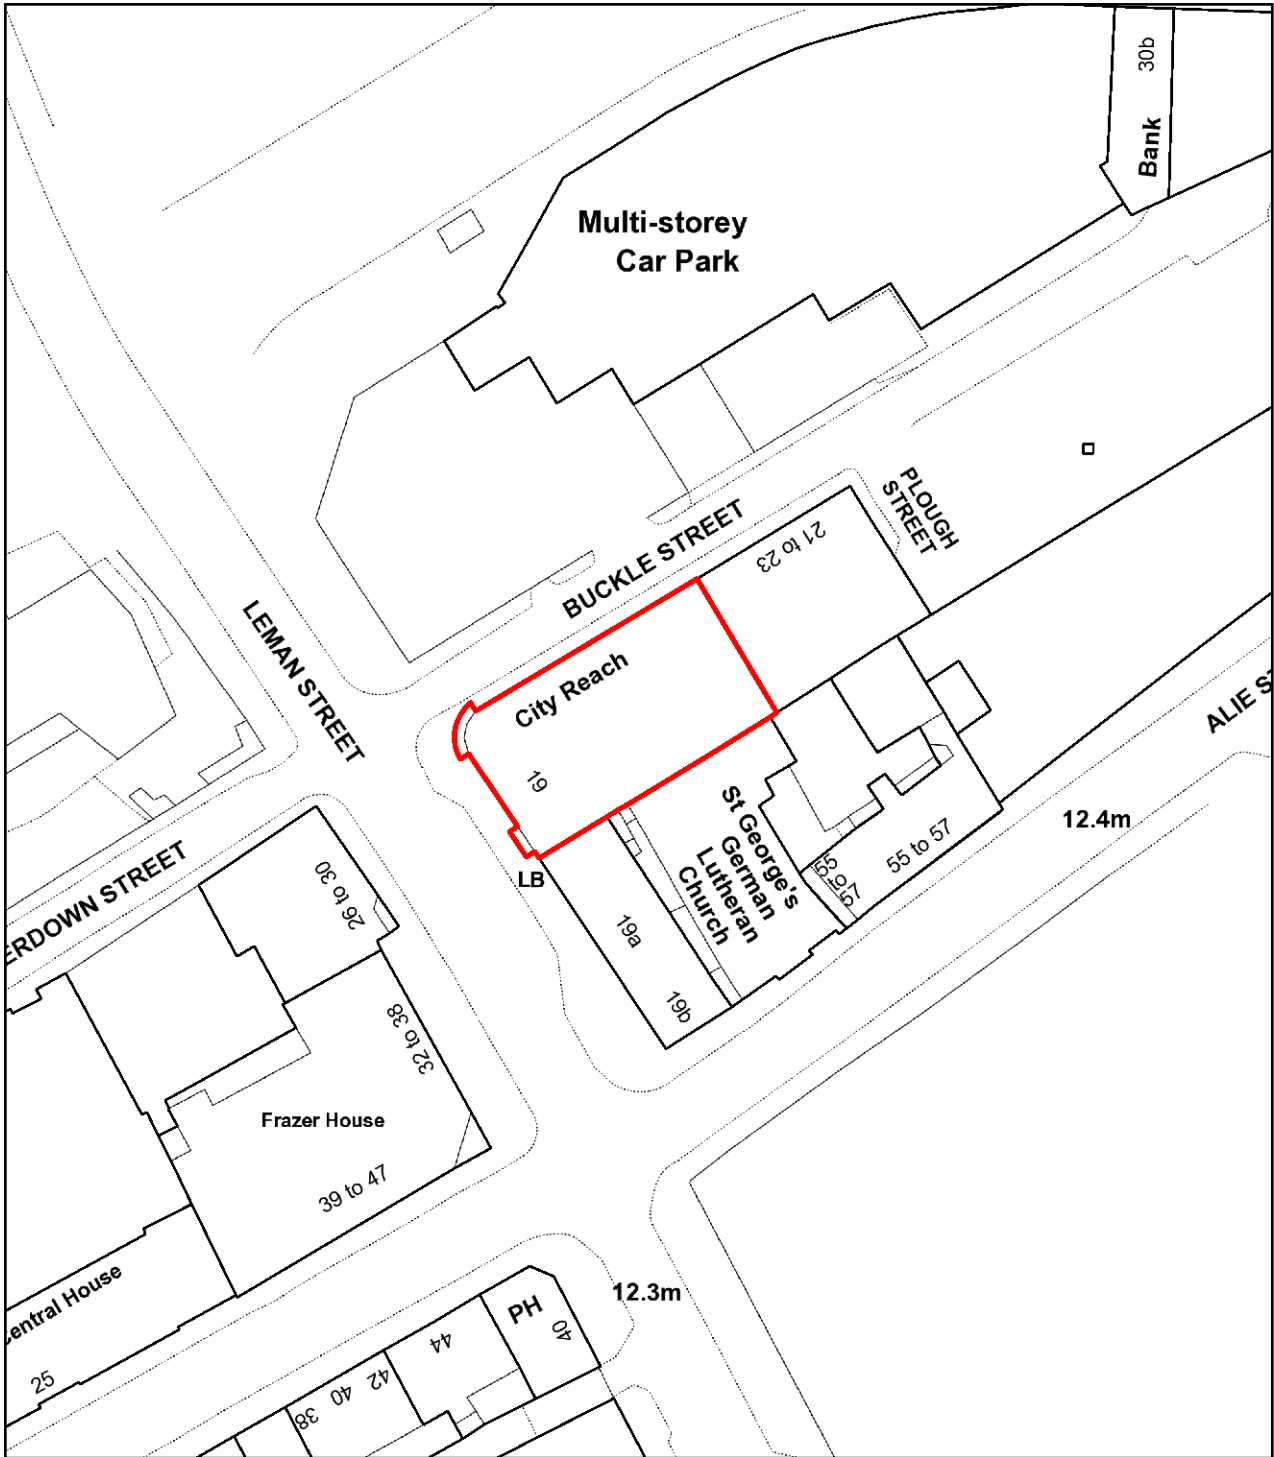 30b
Bank
Multi-storey
Car Park
PLOUGH
STREET
BUCKLE STREET
21 to 23
LEMAN STREET
City Reach
19
ALIE S
12.4m
St George's
German
Lutheran
Church
55 to 57
55
to
57
LB
ERDOWN STREET
26 to 30
19a
19b
32 to 38
Frazer House
39 to 47
entral House
25
12.3m
PH
40
44
42
40
38